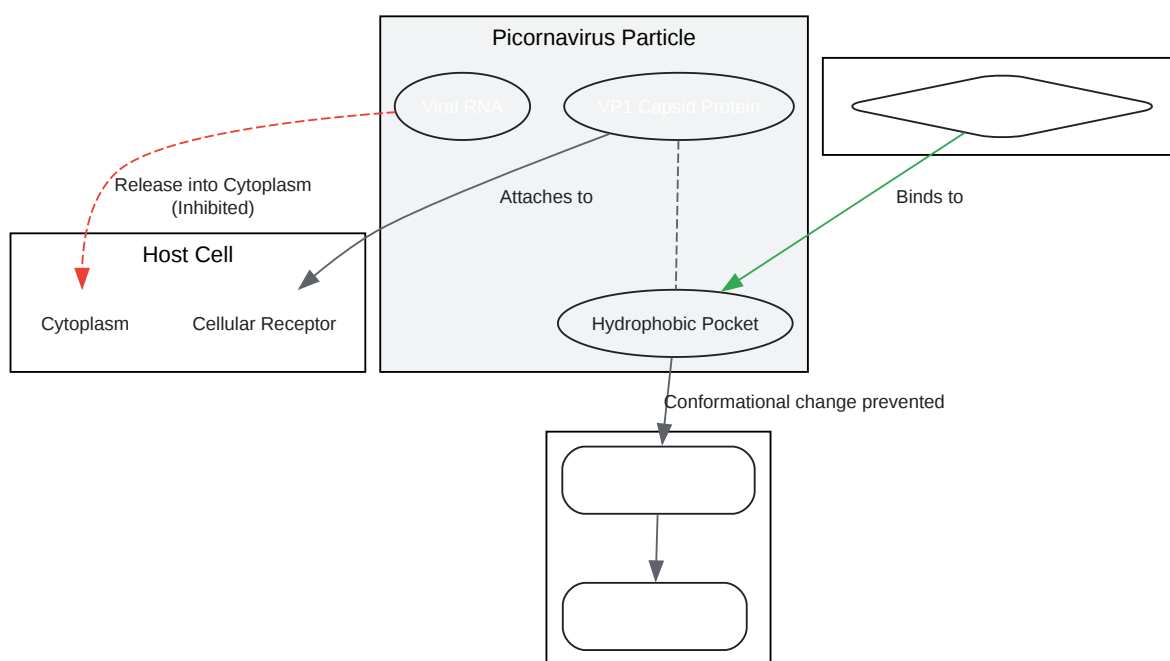 Picornavirus Particle
Viral RNA
VP1 Capsid Protein
Release into Cytoplasm
(Inhibited)
Attaches to
Binds to
Host Cell
Cytoplasm
Cellular Receptor
Hydrophobic Pocket
Conformational change prevented